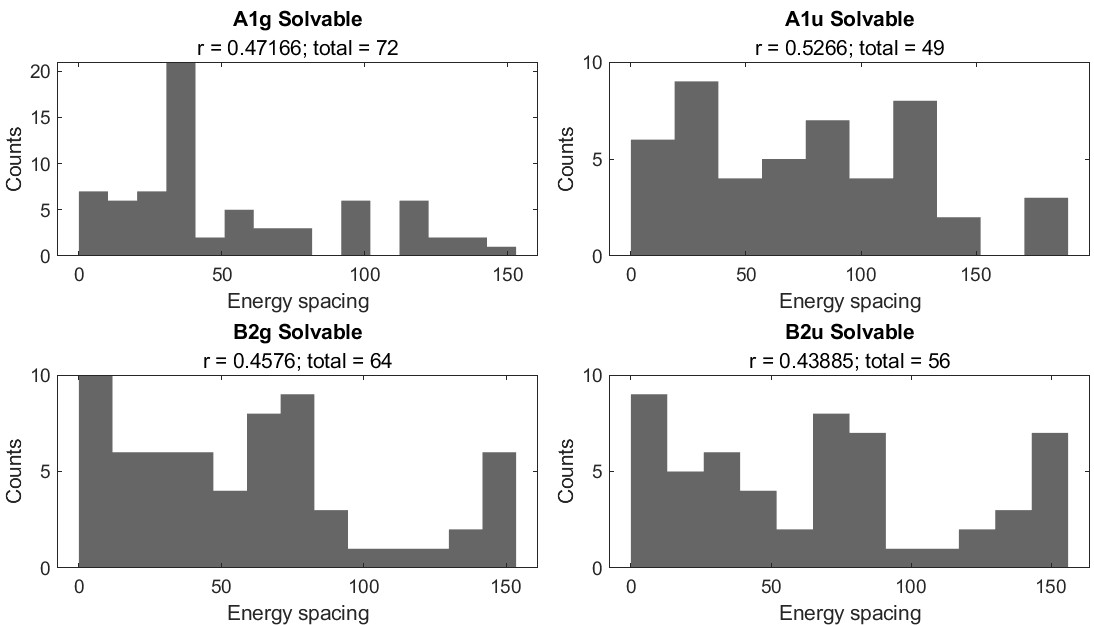 A1g Solvable
r = 0.47166; total = 72
20
15
10
5
0
Counts
0 50 100 150
Energy spacing
A1u Solvable
r = 0.5266; total = 49
10
5
0
Counts
0 50 100 150
Energy spacing
B2g Solvable
r = 0.4576; total = 64
10
5
0
Counts
0 50 100 150
Energy spacing
B2u Solvable
r = 0.43885; total = 56
10
5
0
Counts
0 50 100 150
Energy spacing